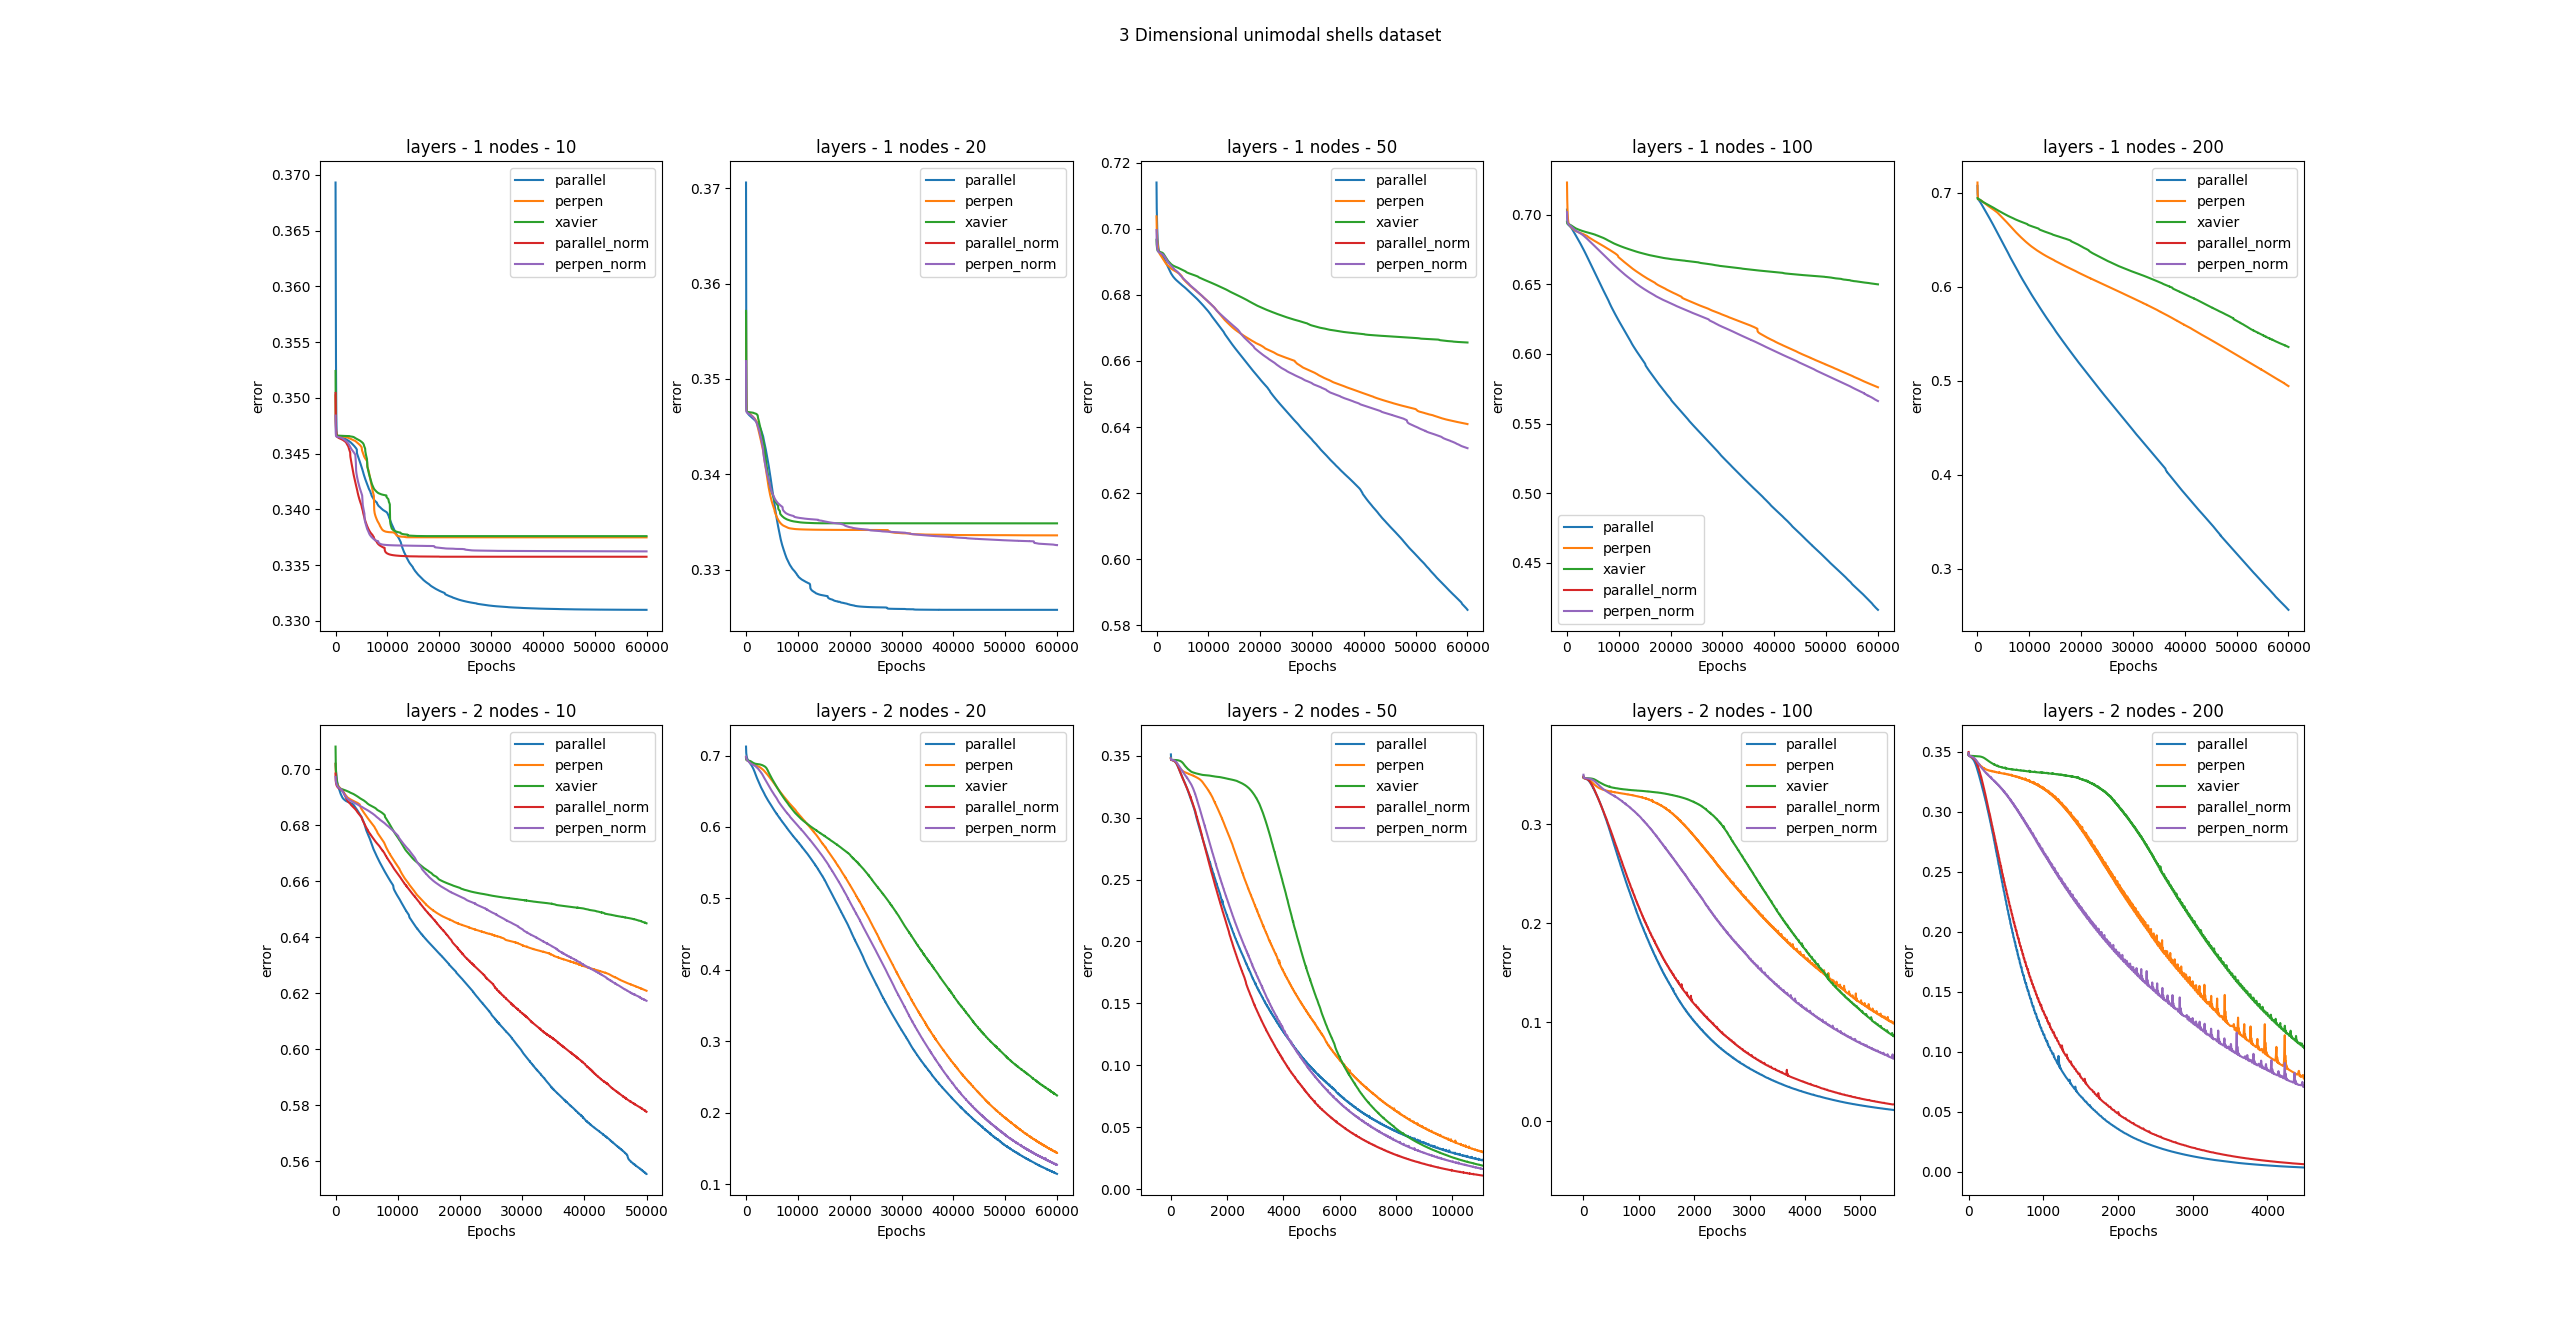 3 Dimensional unimodal shells dataset
layers - 1 nodes - 10
error
0.370
0.365
0.360
0.355
0.350
0.345
0.340
0.335
0.330
parallel
perpen
xavier
parallel_norm
perpen_norm
0 10000 20000 30000 40000 50000 60000
Epochs
layers - 1 nodes - 20
error
0.37
0.36
0.35
0.34
0.33
parallel
perpen
xavier
parallel_norm
perpen_norm
0 10000 20000 30000 40000 50000 60000
Epochs
layers - 1 nodes - 50
error
0.72
0.70
0.68
0.66
0.64
0.62
0.60
0.58
parallel
perpen
xavier
parallel_norm
perpen_norm
0 10000 20000 30000 40000 50000 60000
Epochs
layers - 1 nodes - 100
error
0.70
0.65
0.60
0.55
0.50
0.45
parallel
perpen
xavier
parallel_norm
perpen_norm
0 10000 20000 30000 40000 50000 60000
Epochs
layers - 1 nodes - 200
error
0.7
0.6
0.5
0.4
0.3
parallel
perpen
xavier
parallel_norm
perpen_norm
0 10000 20000 30000 40000 50000 60000
Epochs
layers - 2 nodes - 10
error
0.70
0.68
0.66
0.64
0.62
0.60
0.58
0.56
parallel
perpen
xavier
parallel_norm
perpen_norm
0 10000 20000 30000 40000 50000
Epochs
layers - 2 nodes - 20
error
0.7
0.6
0.5
0.4
0.3
0.2
0.1
parallel
perpen
xavier
parallel_norm
perpen_norm
0 10000 20000 30000 40000 50000 60000
Epochs
layers - 2 nodes - 50
error
0.35
0.30
0.25
0.20
0.15
0.10
0.05
0.00
parallel
perpen
xavier
parallel_norm
perpen_norm
0 2000 4000 6000 8000 10000
Epochs
layers - 2 nodes - 100
error
0.3
0.2
0.1
0.0
parallel
perpen
xavier
parallel_norm
perpen_norm
0 1000 2000 3000 4000 5000
Epochs
layers - 2 nodes - 200
error
0.35
0.30
0.25
0.20
0.15
0.10
0.05
0.00
parallel
perpen
xavier
parallel_norm
perpen_norm
0 1000 2000 3000 4000
Epochs